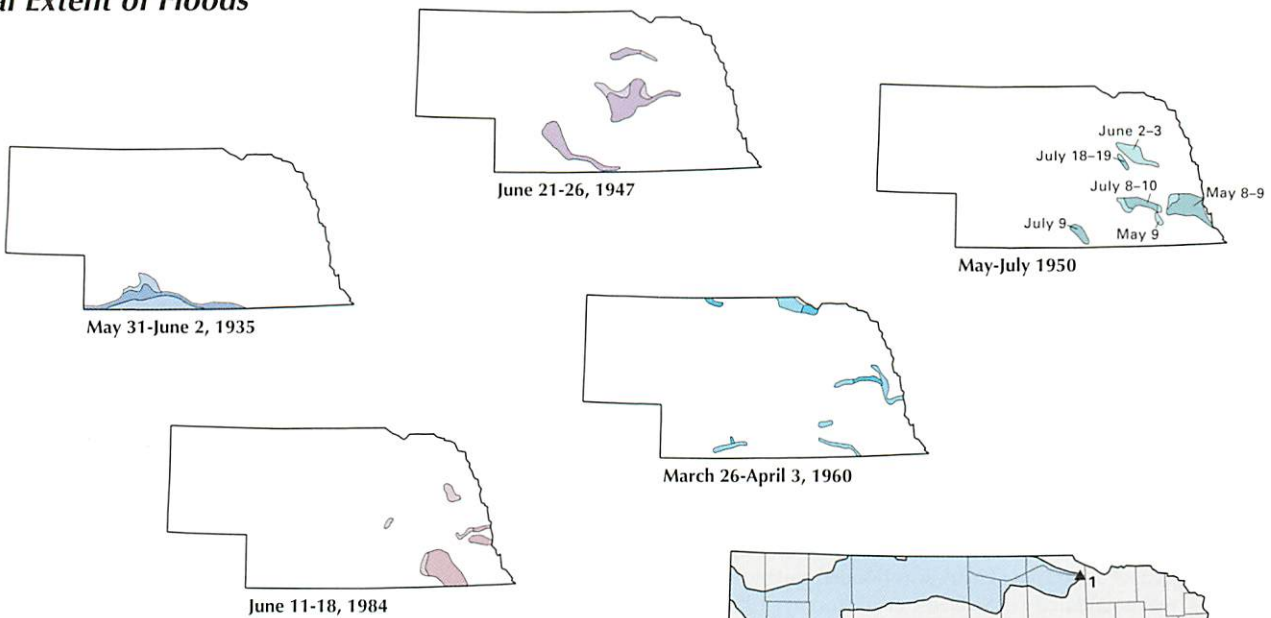 Extent of Floods
June 21-26, 1947
June 2–3
July 18–19
July 8–10
May 8–9
July 9
May 9
May-July 1950
May 31-June 2, 1935
March 26-April 3, 1960
June 11-18, 1984
1